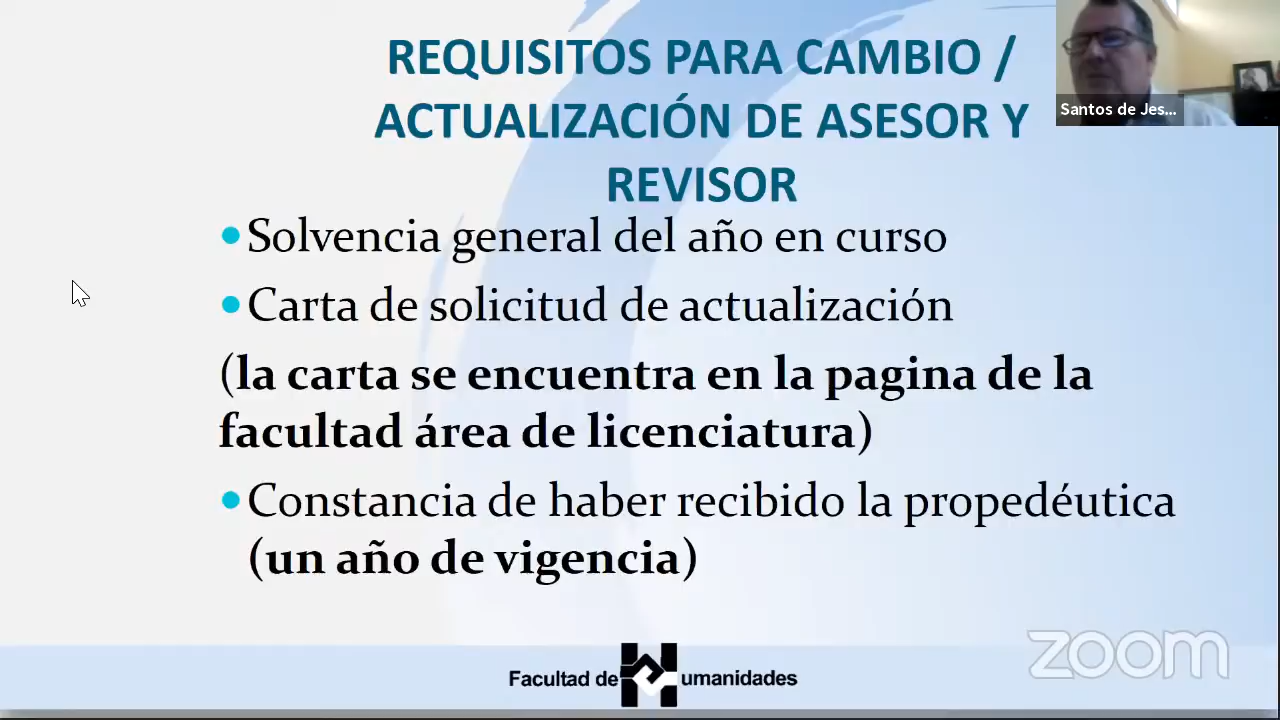 REQUISITOS PARA CAMBIO /
ACTUALIZACIÓN DE ASESOR Y
REVISOR
Santos de Jes...
Solvencia general del año en curso
Carta de solicitud de actualización
(la carta se encuentra en la pagina de la
facultad área de licenciatura)
Constancia de haber recibido la propedéutica
(un año de vigencia)
zoom
Facultad de Humanidades